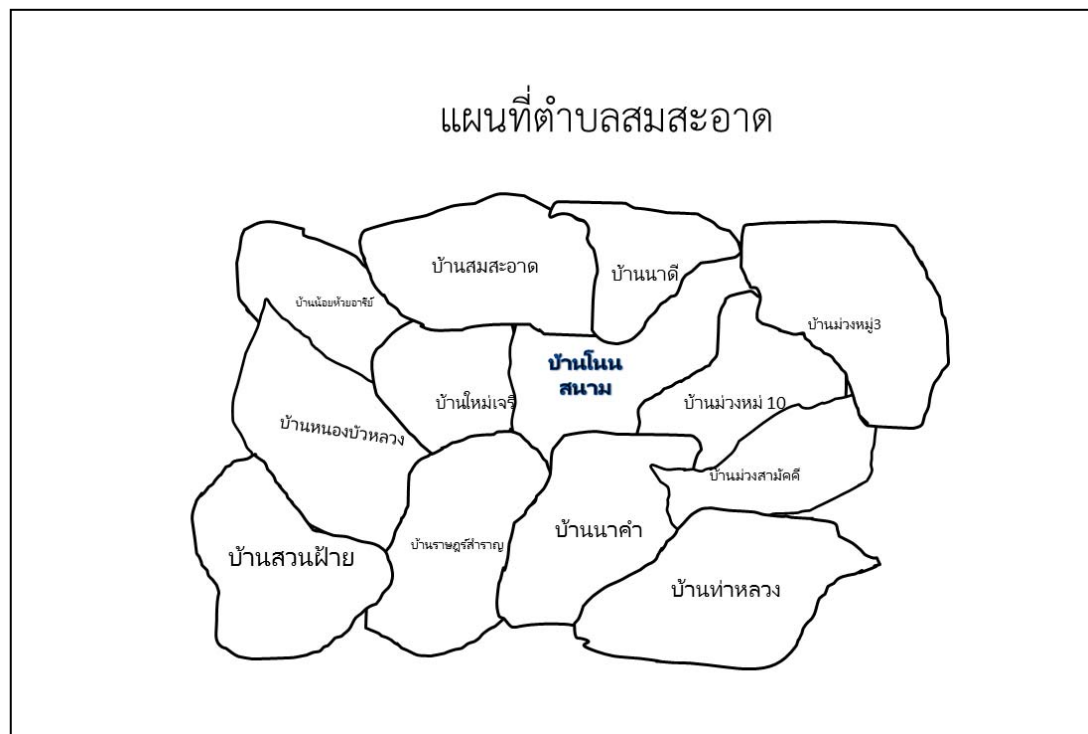 แผนที่ตำบลสมสะอาด
บ้านสมสะอาด
บ้านนาดี
บ้านน้อยห้วยอารีย์
บ้านม่วงหมู่3
บ้านโนน
สนาม
บ้านใหม่เจริ
บ้านม่วงหมู่ 10
บ้านหนองบัวหลวง
บ้านม่วงสามัคคี
บ้านราษฎร์สำราญ
บ้านนาคำ
บ้านสวนฝ้าย
บ้านท่าหลวง